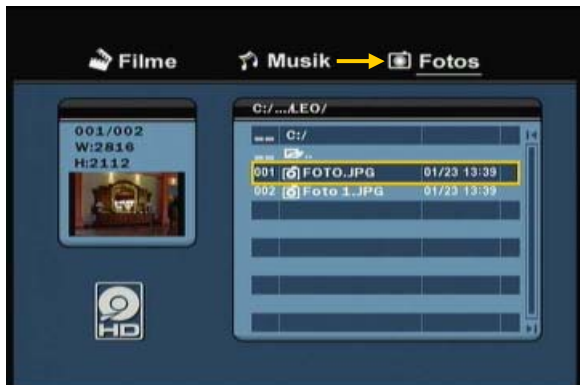 Filme Musik Fotos
C:/.../LEO/
001/002
W:2816
H:2112
C:/
..
001 FOTO.JPG 01/23 13:39
002 Foto 1.JPG 01/23 13:39
HD